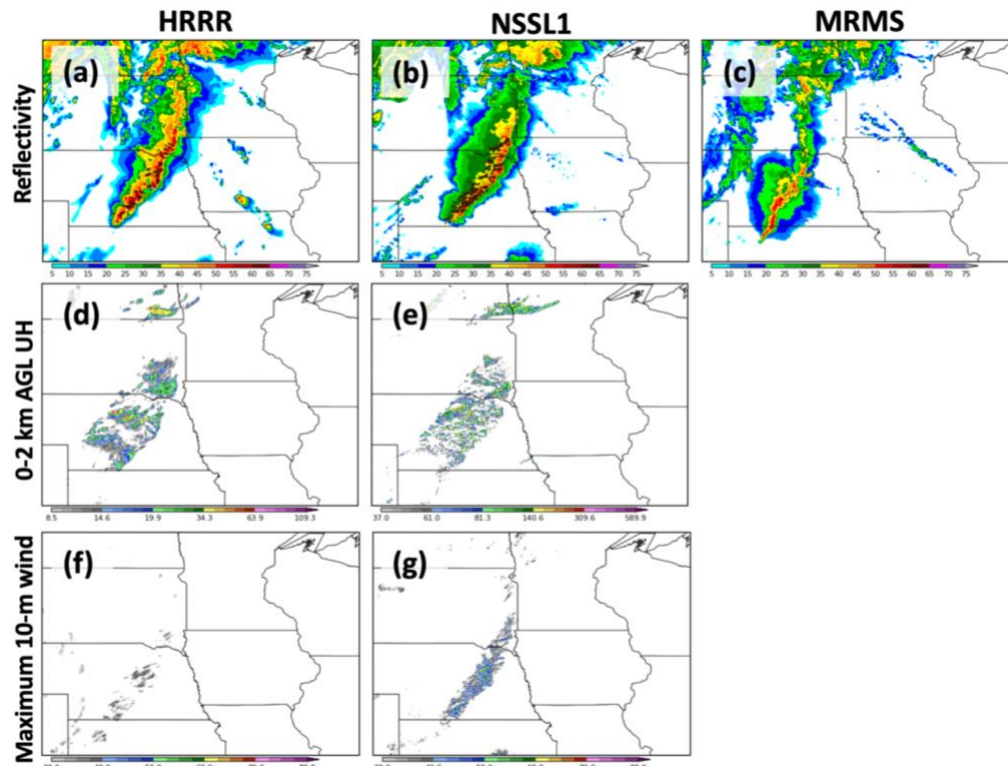 HRRR NSSL1 MRMS
Reflectivity
(a) (b) (c)
5 10 15 20 25 30 35 40 45 50 55 60 65 70 75
5 10 15 20 25 30 35 40 45 50 55 60 65 70 75
5 10 15 20 25 30 35 40 45 50 55 60 65 70 75
0-2 km AGL UH
(d) (e)
8.5 14.6 19.9 34.3 63.9 109.3
37.0 61.0 81.3 140.6 309.6 589.9
Maximum 10-m wind
(f) (g)